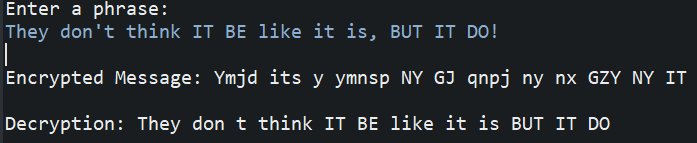 Enter a phrase:
They don't think IT BE like it is, BUT IT DO!
Encrypted Message: Ymjd its y ymnsp NY GJ qnpj ny nx GZY NY IT
Decryption: They don t think IT BE like it is BUT IT DO